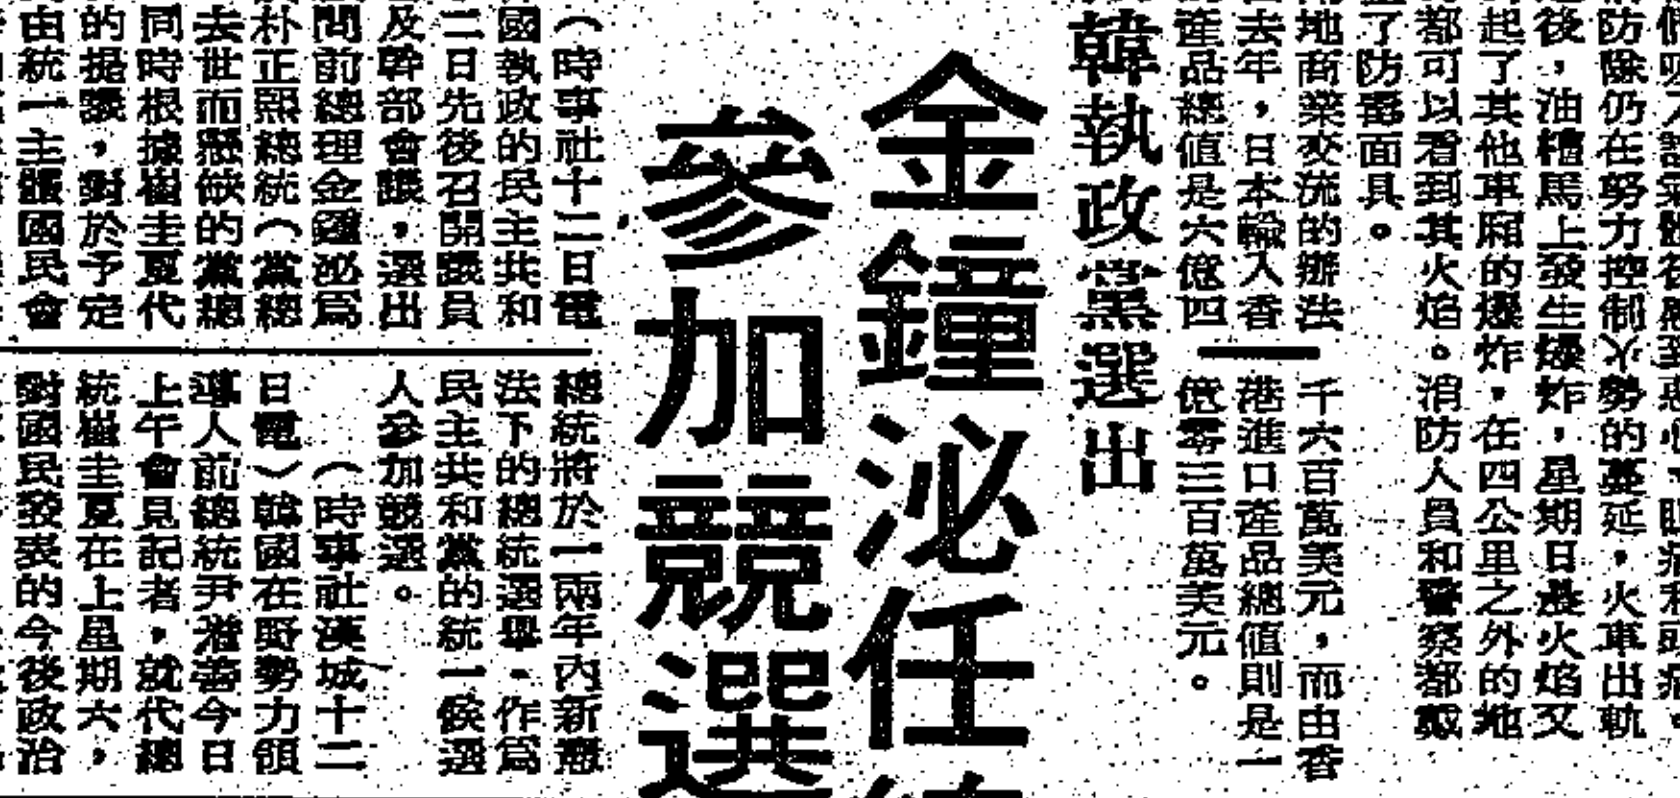 防除仍在努力控制火勢的蔓延，火車出軌
後，油槽馬上發生爆炸，星期日晨火焰又
起了其他車廂的爆炸，在四公里之外的地
都可以看到其火焰。消防人員和警察都戴
了防毒面具。
地商業交流的辦法
去年，日本輸入香
產品總值是六億四
千六百萬美元，而由香
港進口產品總值則是一
億零三百萬美元。
韓執政黨選出
金鐘泌任
參加競選
（時事社十二日電
國執政的民主共和
二日先後召開議員
及幹部會議，選出
間前總理金鐘泌爲
朴正熙總統（黨總
去世而懸缺的黨總
同時根據崔圭夏代
的提議，對於予定
由統一主體國民會
總統將於一兩年內新憲
法下的總統選舉，作爲
民主共和黨的統一候選
人參加競選。
（時事社漢城十二
日電）韓國在野勢力領
導人前總統尹潽善今日
上午會見記者，就代總
統崔圭夏在上星期六，
對國民發表的今後政治